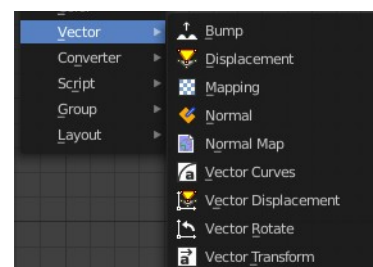 Vector
Converter
Script
Group
Layout
Bump
Displacement
Mapping
Normal
Normal Map
Vector Curves
Vector Displacement
Vector Rotate
Vector Transform